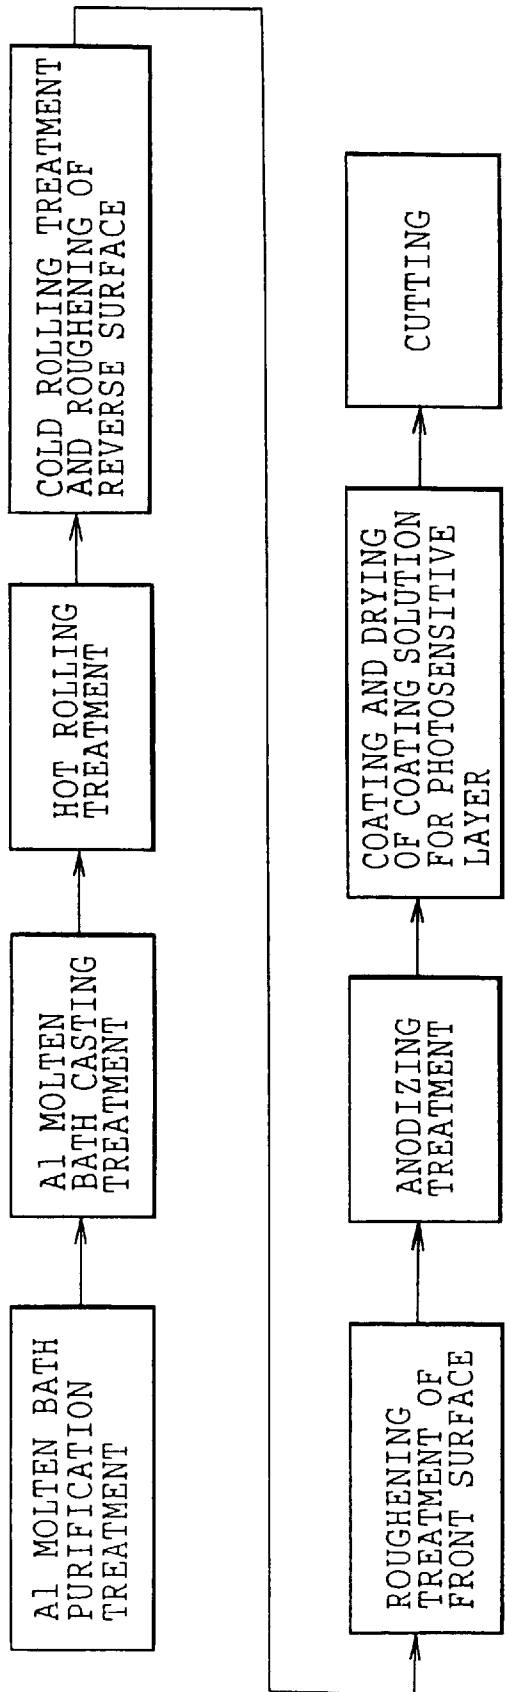 Al MOLTEN BATH
PURIFICATION
TREATMENT
Al MOLTEN
BATH CASTING
TREATMENT
HOT ROLLING
TREATMENT
COLD ROLLING TREATMENT
AND ROUGHENING OF
REVERSE SURFACE
ROUGHENING
TREATMENT OF
FRONT SURFACE
ANODIZING
TREATMENT
COATING AND DRYING
OF COATING SOLUTION
FOR PHOTOSENSITIVE
LAYER
CUTTING